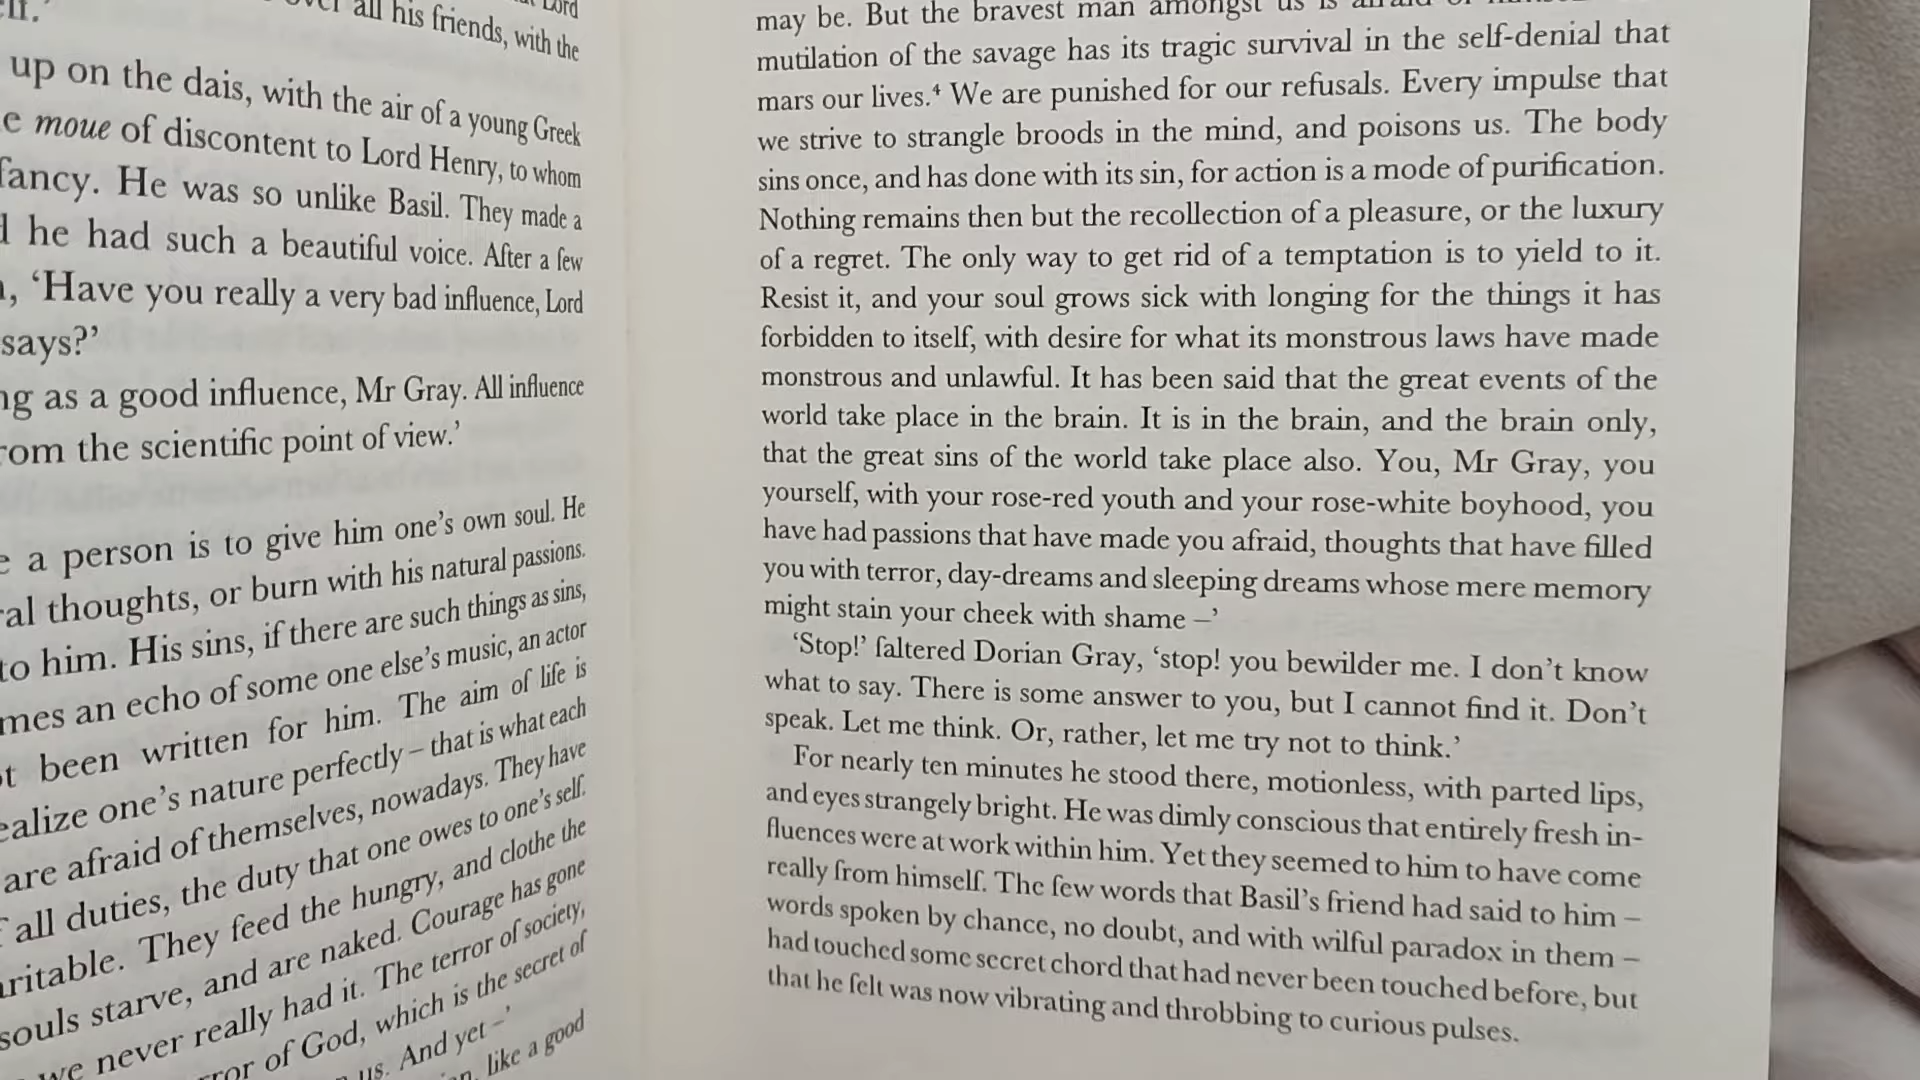 Lord
all his friends, with the
up on the dais, with the air of a young Greek
moue of discontent to Lord Henry, to whom
fancy. He was so unlike Basil. They made a
he had such a beautiful voice. After a few
‘Have you really a very bad influence, Lord
says?’
as a good influence, Mr Gray. All influence
the scientific point of view.’
a person is to give him one’s own soul. He
thoughts, or burn with his natural passions.
to him. His sins, if there are such things as sins,
an echo of some one else’s music, an actor
been written for him. The aim of life is
one’s nature perfectly – that is what each
are afraid of themselves, nowadays. They have
all duties, the duty that one owes to one’s self.
They feed the hungry, and clothe the
souls starve, and are naked. Courage has gone
we never really had it. The terror of society,
of God, which is the secret of
us. And yet –’
like a good
may be. But the bravest man amongst us is
mutilation of the savage has its tragic survival in the self-denial that
mars our lives.⁴ We are punished for our refusals. Every impulse that
we strive to strangle broods in the mind, and poisons us. The body
sins once, and has done with its sin, for action is a mode of purification.
Nothing remains then but the recollection of a pleasure, or the luxury
of a regret. The only way to get rid of a temptation is to yield to it.
Resist it, and your soul grows sick with longing for the things it has
forbidden to itself, with desire for what its monstrous laws have made
monstrous and unlawful. It has been said that the great events of the
world take place in the brain. It is in the brain, and the brain only,
that the great sins of the world take place also. You, Mr Gray, you
yourself, with your rose-red youth and your rose-white boyhood, you
have had passions that have made you afraid, thoughts that have filled
you with terror, day-dreams and sleeping dreams whose mere memory
might stain your cheek with shame –’
‘Stop!’ faltered Dorian Gray, ‘stop! you bewilder me. I don’t know
what to say. There is some answer to you, but I cannot find it. Don’t
speak. Let me think. Or, rather, let me try not to think.’
For nearly ten minutes he stood there, motionless, with parted lips,
and eyes strangely bright. He was dimly conscious that entirely fresh in-
fluences were at work within him. Yet they seemed to him to have come
really from himself. The few words that Basil’s friend had said to him –
words spoken by chance, no doubt, and with wilful paradox in them –
had touched some secret chord that had never been touched before, but
that he felt was now vibrating and throbbing to curious pulses.